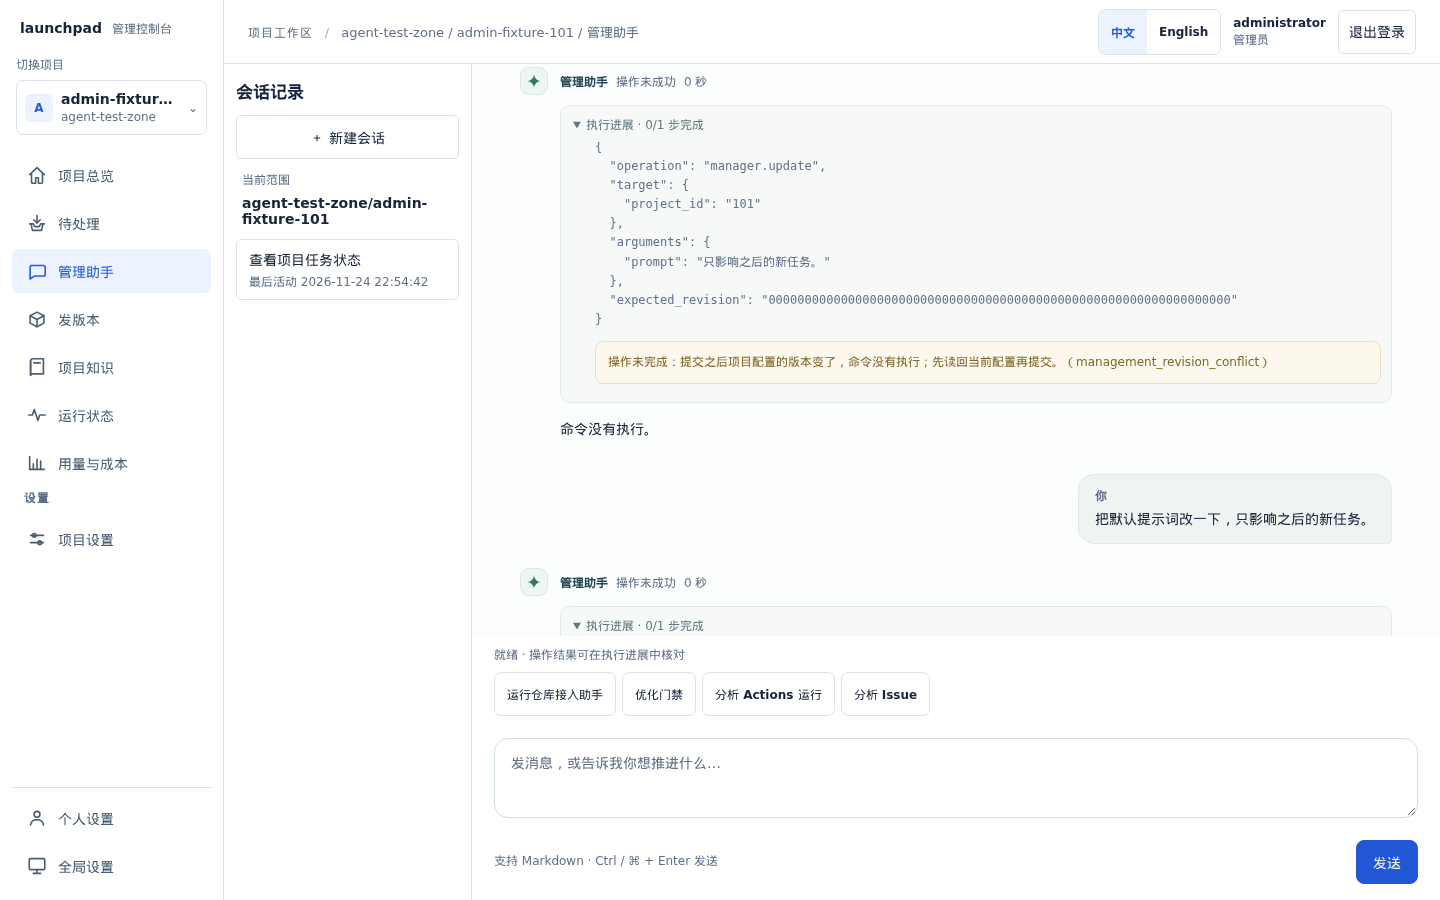 launchpad 管理控制台
切换项目
A
admin-fixtur...
agent-test-zone
项目总览
待处理
管理助手
发版本
项目知识
运行状态
用量与成本
设置
项目设置
个人设置
全局设置
项目工作区 / agent-test-zone / admin-fixture-101 / 管理助手
中文
English
administrator
管理员
退出登录
会话记录
+ 新建会话
当前范围
agent-test-zone/admin-
fixture-101
查看项目任务状态
最后活动 2026-11-24 22:54:42
管理助手 操作未成功 0 秒
▼ 执行进展 · 0/1 步完成
{
"operation": "manager.update",
"target": {
"project_id": "101"
},
"arguments": {
"prompt": "只影响之后的新任务。"
},
"expected_revision": "0000000000000000000000000000000000000000000000000000000000000000"
}
操作未完成：提交之后项目配置的版本变了，命令没有执行；先读回当前配置再提交。（management_revision_conflict）
命令没有执行。
你
把默认提示词改一下，只影响之后的新任务。
管理助手 操作未成功 0 秒
▼ 执行进展 · 0/1 步完成
就绪 · 操作结果可在执行进展中核对
运行仓库接入助手
优化门禁
分析 Actions 运行
分析 Issue
发消息，或告诉我你想推进什么...
支持 Markdown · Ctrl / ⌘ + Enter 发送
发送